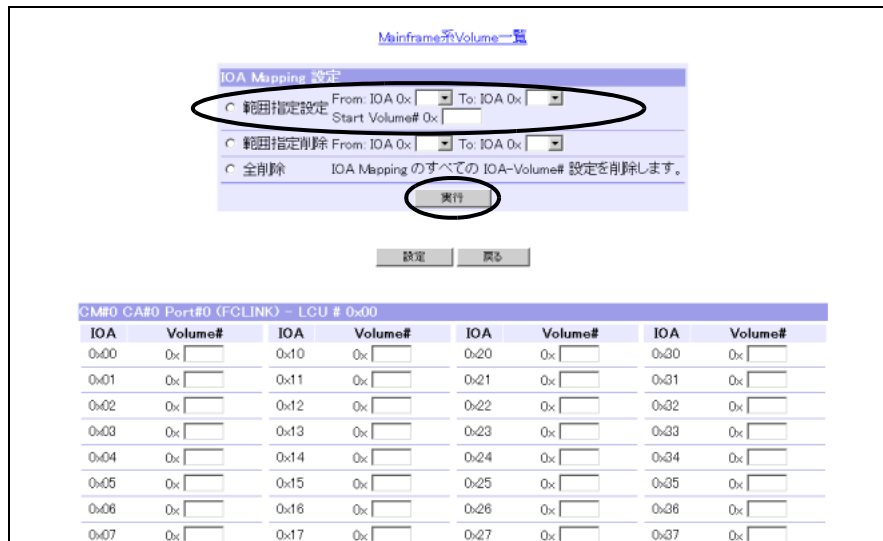 Mainframe系Volume一覧
IOA Mapping 設定
範囲指定設定 From: IOA 0x To: IOA 0x
Start Volume# 0x
範囲指定削除 From: IOA 0x To: IOA 0x
全削除 IOA Mapping のすべての IOA-Volume# 設定を削除します。
実行
設定 戻る
CM#0 CA#0 Port#0 (FCLINK) - LCU # 0x00
IOA Volume# IOA Volume# IOA Volume# IOA Volume#
0x00 0x 0x10 0x 0x20 0x 0x30 0x
0x01 0x 0x11 0x 0x21 0x 0x31 0x
0x02 0x 0x12 0x 0x22 0x 0x32 0x
0x03 0x 0x13 0x 0x23 0x 0x33 0x
0x04 0x 0x14 0x 0x24 0x 0x34 0x
0x05 0x 0x15 0x 0x25 0x 0x35 0x
0x06 0x 0x16 0x 0x26 0x 0x36 0x
0x07 0x 0x17 0x 0x27 0x 0x37 0x